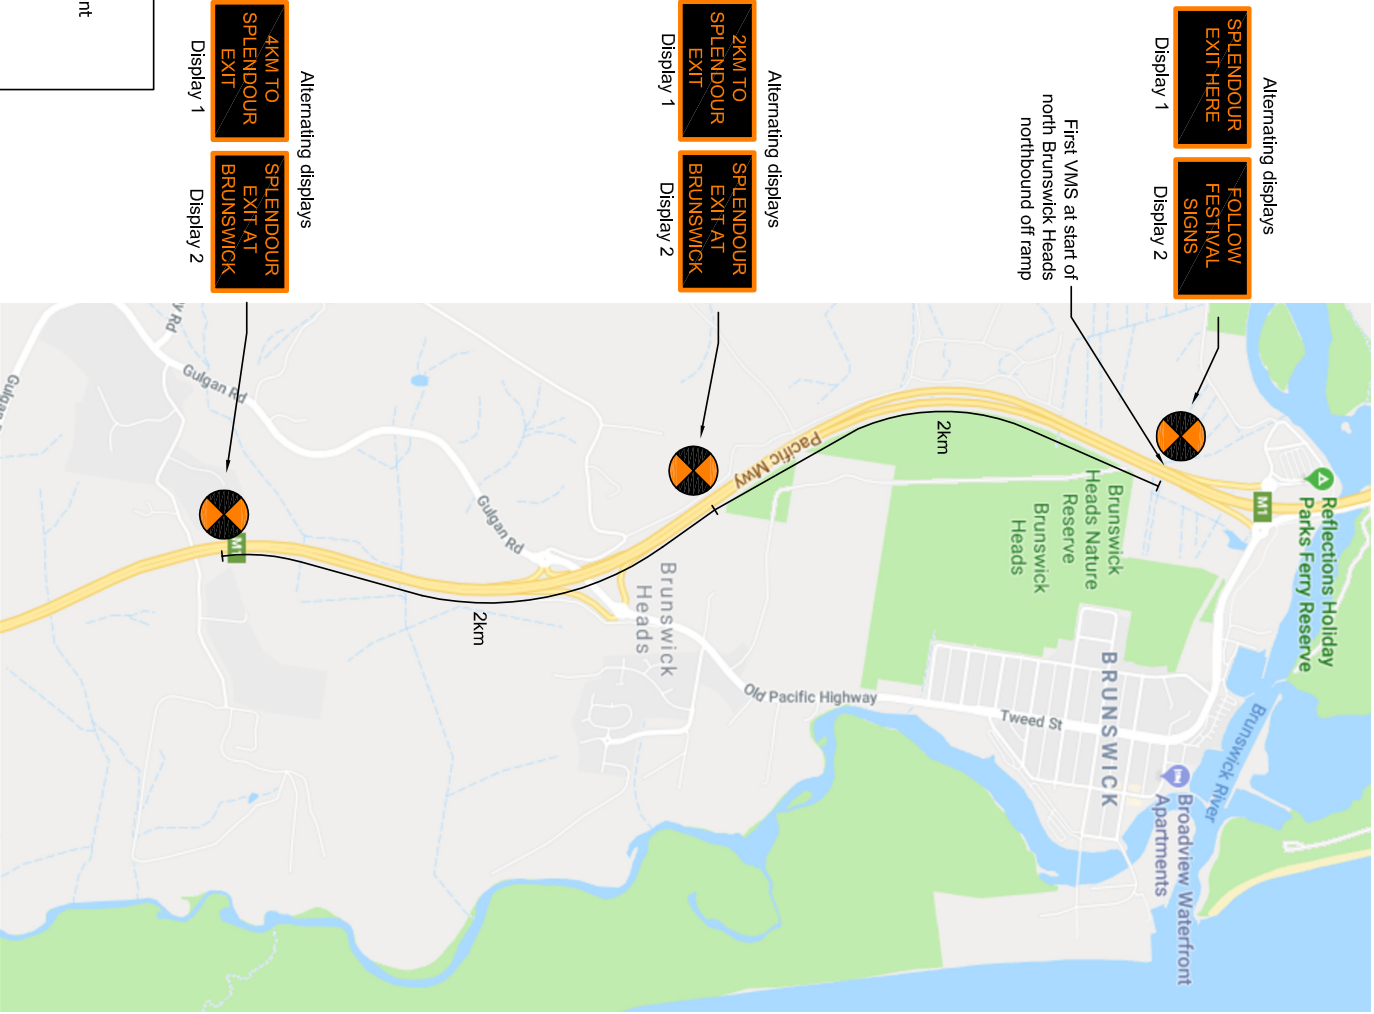 Alternating displays
SPLENDOUR
EXIT HERE
Display 1
FOLLOW
FESTIVAL
SIGNS
Display 2
First VMS at start of
north Brunswick Heads
northbound off ramp
Alternating displays
2KM TO
SPLENDOUR
EXIT
Display 1
SPLENDOUR
EXIT AT
BRUNSWICK
Display 2
Alternating displays
4KM TO
SPLENDOUR
EXIT
Display 1
SPLENDOUR
EXIT AT
BRUNSWICK
Display 2
nt
Reflections Holiday
Parks Ferry Reserve
M1
2km
Pacific Mwy
Brunswick
Heads Nature
Reserve
Brunswick
Heads
Brunswick
Heads
Gulgan Rd
Gulgan Rd
y Rd
Gulgan
M1
2km
Old Pacific Highway
Tweed St
BRUNSWICK
Brunswick River
Broadview Waterfront
Apartments